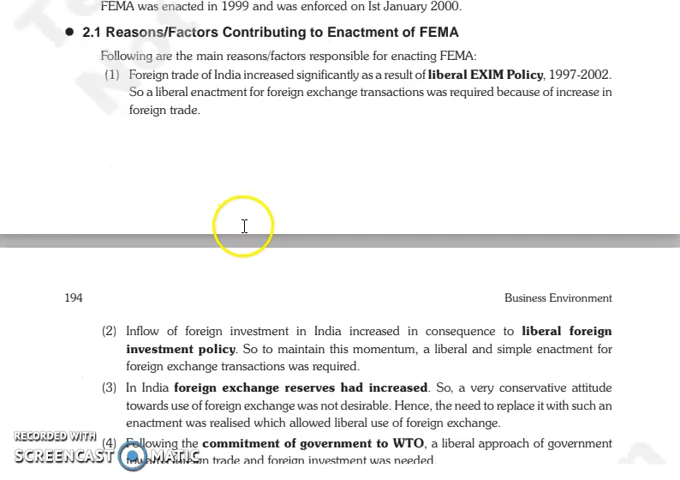 FEMA was enacted in 1999 and was enforced on Ist January 2000.
● 2.1 Reasons/Factors Contributing to Enactment of FEMA
Following are the main reasons/factors responsible for enacting FEMA:
(1) Foreign trade of India increased significantly as a result of liberal EXIM Policy, 1997-2002.
So a liberal enactment for foreign exchange transactions was required because of increase in
foreign trade.
194 Business Environment
(2) Inflow of foreign investment in India increased in consequence to liberal foreign
investment policy. So to maintain this momentum, a liberal and simple enactment for
foreign exchange transactions was required.
(3) In India foreign exchange reserves had increased. So, a very conservative attitude
towards use of foreign exchange was not desirable. Hence, the need to replace it with such an
enactment was realised which allowed liberal use of foreign exchange.
(4) Following the commitment of government to WTO, a liberal approach of government
trade and foreign investment was needed.
RECORDED WITH
SCREENCAST MATIC